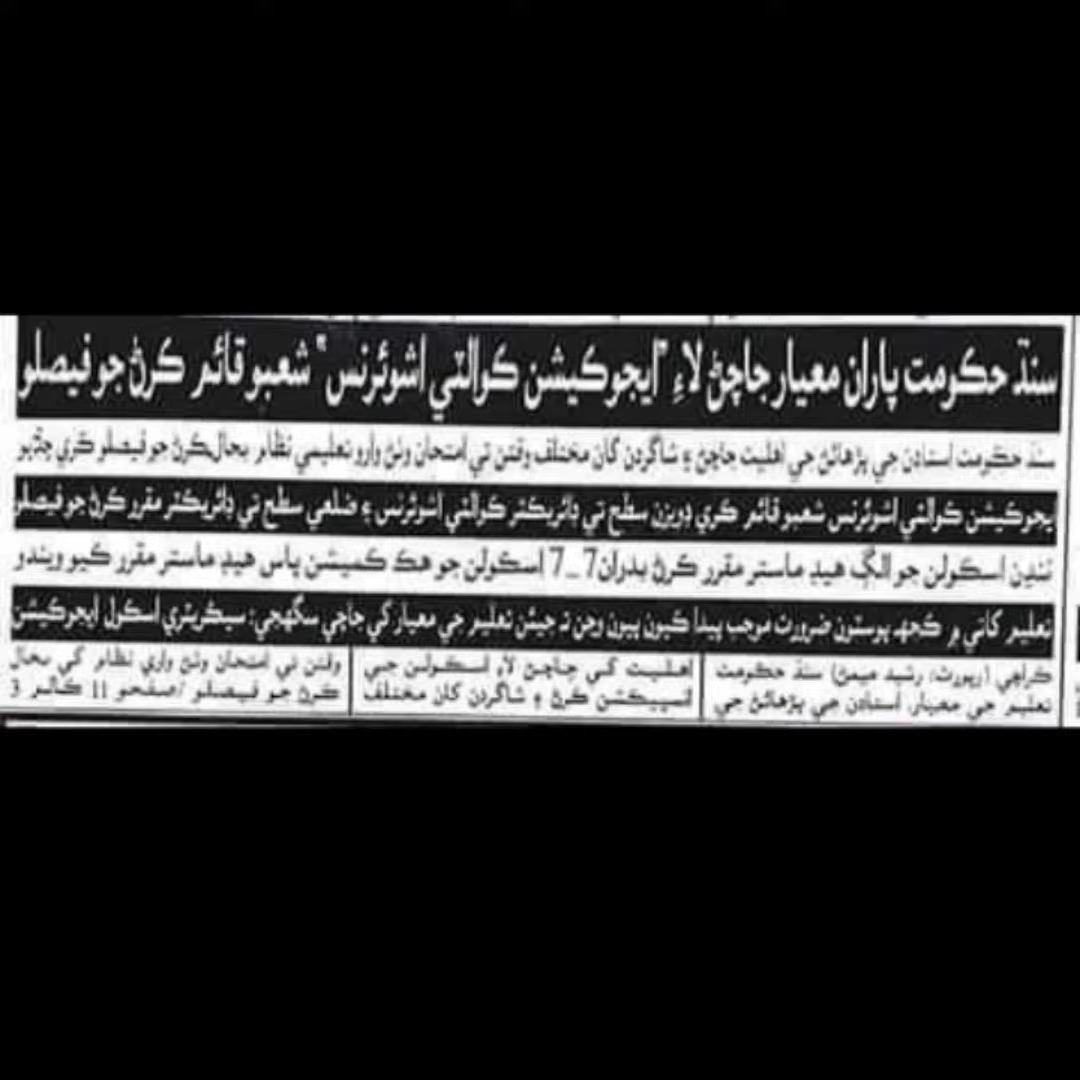 سنڌ حڪومت پاران معيار جاچڻ لاءِ "ايجوڪيشن ڪوالٽي اشوئرنس" شعبو قائم ڪرڻ جو فيصلو
سنڌ حڪومت استادن جي پڙهائڻ جي اهليت جاچڻ ۽ شاگردن کان مختلف وقتن تي امتحان وٺڻ وارو تعليمي نظام بحال ڪرڻ جو فيصلو ڪري ڇڏيو
ايجوڪيشن ڪوالٽي اشوئرنس شعبو قائم ڪري ڊويزن سطح تي ڊائريڪٽر ڪوالٽي اشوئرنس ۽ ضلعي سطح تي ڊائريڪٽر مقرر ڪرڻ جو فيصلو
ننڍين اسڪولن جو الڳ هيڊ ماستر مقرر ڪرڻ بدران 7_7 اسڪولن جو هڪ ڪميشن پاس هيڊ ماستر مقرر ڪيو ويندو
تعليم کاتي ۾ ڪجهه پوسٽون ضرورت موجب پيدا ڪيون پيون وڃن ته جيئن تعليم جي معيار کي جاچي سگهجي: سيڪريٽري اسڪول ايجوڪيشن
ڪراچي (رپورٽ: رشيد ميمڻ) سنڌ حڪومت
تعليم جي معيار، استادن جي پڙهائڻ جي
اهليت کي جاچڻ لاءِ اسڪولن جي
انسپيڪشن ڪرڻ ۽ شاگردن کان مختلف
وقتن تي امتحان وٺڻ واري نظام کي بحال
ڪرڻ جو فيصلو /صفحو 11 ڪالم 3